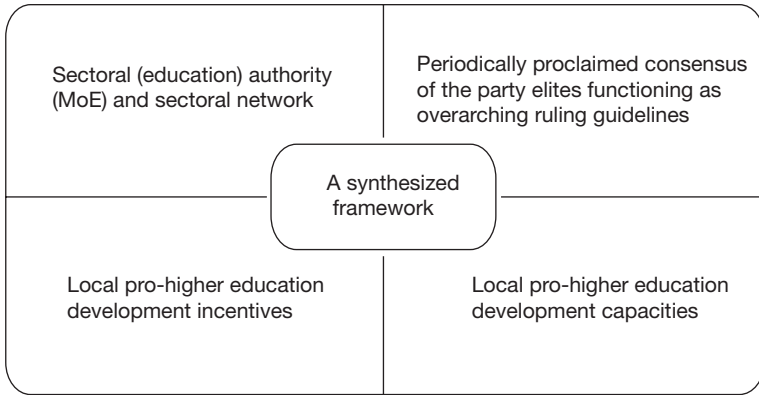 Sectoral (education) authority
(MoE) and sectoral network
Periodically proclaimed consensus
of the party elites functioning as
overarching ruling guidelines
A synthesized
framework
Local pro-higher education
development incentives
Local pro-higher education
development capacities